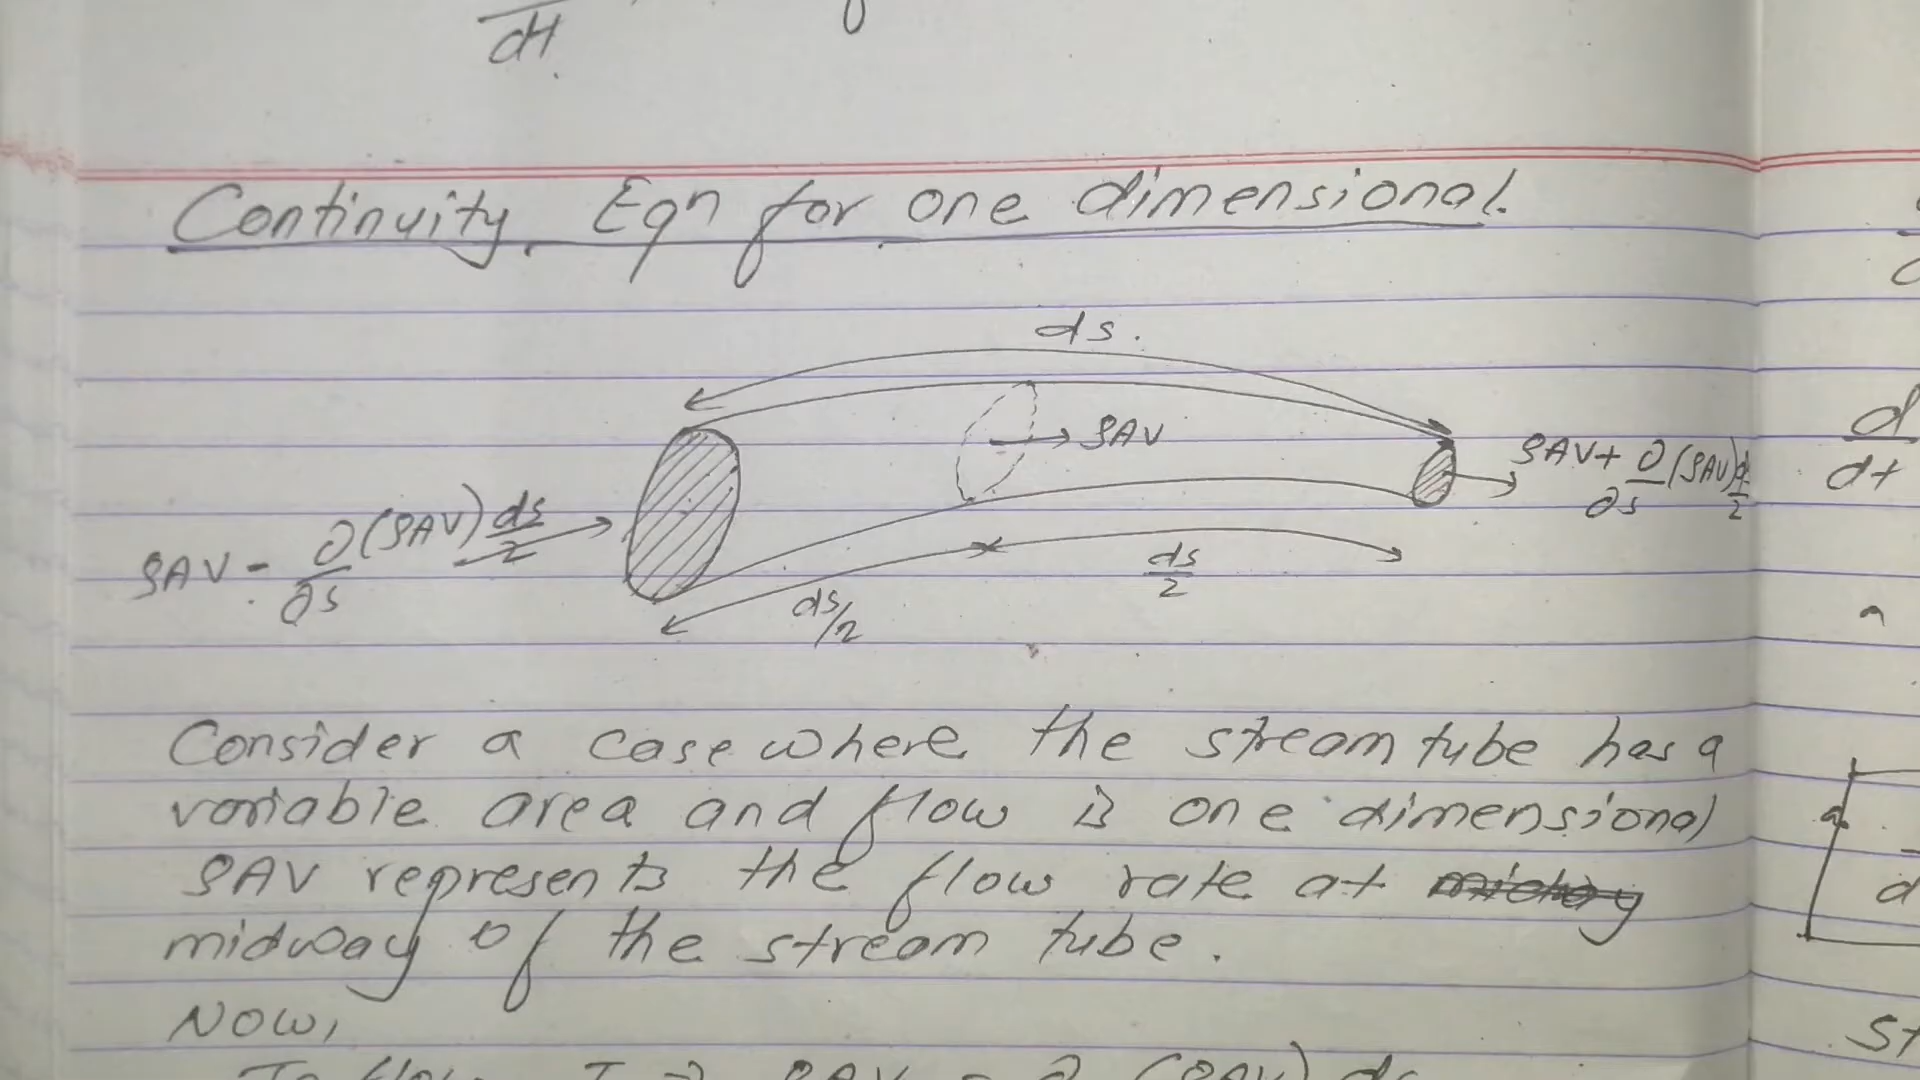 dH
Continuity Eqn for one dimensional.
ds.
ρAV
ρAV + ∂/∂s (ρAV) ds/2
ρAV - ∂/∂s (ρAV) ds/2
ds/2
ds/2
Consider a case where the stream tube has a
variable area and flow is one dimensional
ρAV represents the flow rate at
midway of the stream tube.
Now,
d
dt
a
d
St